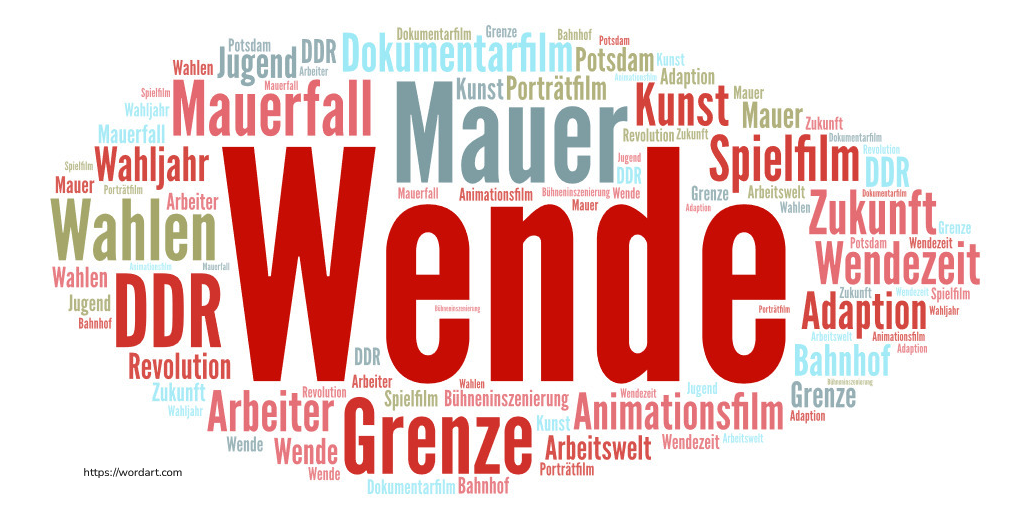 Dokumentarfilm
Grenze
Bahnhof
Potsdam
Potsdam
DDR
Dokumentarfilm
Jugend
Potsdam
Kunst
Wahlen
Arbeiter
Animationsfilm
Adaption
Mauerfall
Mauer
Kunst
Porträtfilm
Kunst
Mauer
Spielfilm
Mauerfall
Wahljahr
Mauer
Zukunft
Mauerfall
Revolution
Zukunft
Dokumentarfilm
Spielfilm
Revolution
Wahljahr
Jugend
DDR
Spielfilm
DDR
Mauer
Porträtfilm
Mauerfall
Animationsfilm
Bühneninszenierung
Wende
Grenze
Arbeitswelt
Dokumentarfilm
Arbeiter
Mauer
Adaption
Wahlen
Zukunft
Wahlen
Wende
Grenze
Potsdam
Wendezeit
Animationsfilm
Mauerfall
Wendezeit
Wahlen
Zukunft
Wendezeit
Spielfilm
Jugend
DDR
Bühneninszenierung
Porträtfilm
Adaption
Wahljahr
Bahnhof
Arbeitswelt
Animationsfilm
Adaption
Revolution
DDR
Bahnhof
Arbeiter
Wahlen
Bühneninszenierung
Zukunft
Revolution
Spielfilm
Bühneninszenierung
Wendezeit
Jugend
Grenze
Wahljahr
Arbeiter
Grenze
Kunst
Animationsfilm
Adaption
Wende
Wende
Arbeitswelt
Wendezeit
Arbeitswelt
Wende
Porträtfilm
https://wordart.com
Dokumentarfilm
Bahnhof